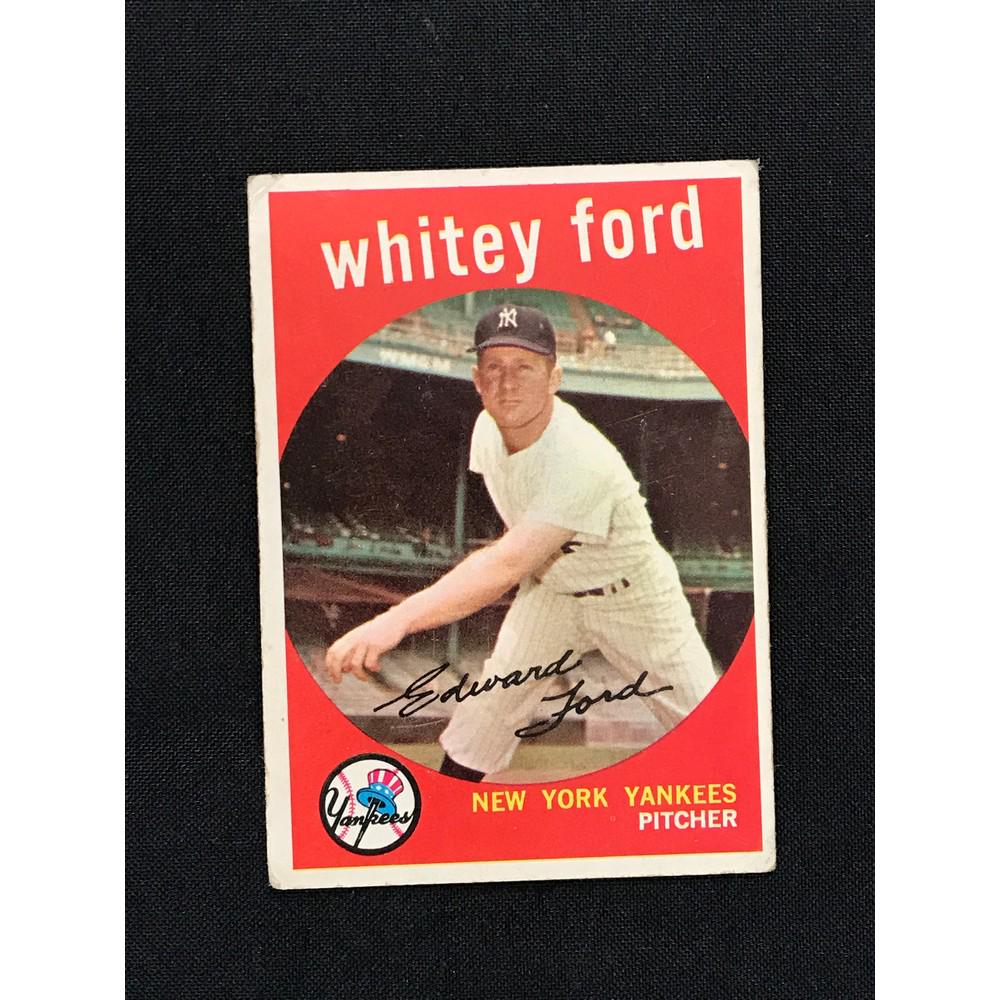 whitey ford
NY
Edward
Ford
Yankees
NEW YORK YANKEES
PITCHER